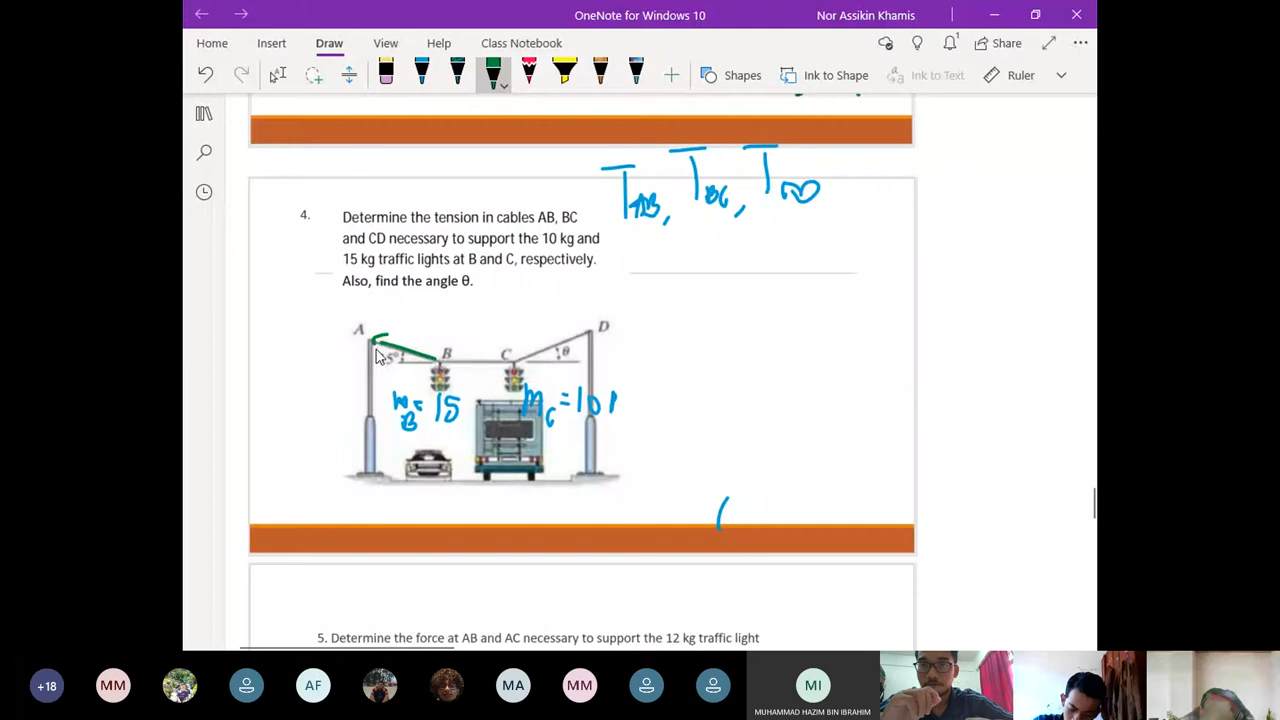 OneNote for Windows 10
Nor Assikin Khamis
Home Insert Draw View Help Class Notebook
Share
Shapes Ink to Shape Ink to Text Ruler
T_AB, T_BC, T_CD
4. Determine the tension in cables AB, BC
and CD necessary to support the 10 kg and
15 kg traffic lights at B and C, respectively.
Also, find the angle θ.
A D
B C θ
5°
m_B = 15 m_C = 10
5. Determine the force at AB and AC necessary to support the 12 kg traffic light
+18 MM AF MA MM MI
MUHAMMAD HAZIM BIN IBRAHIM